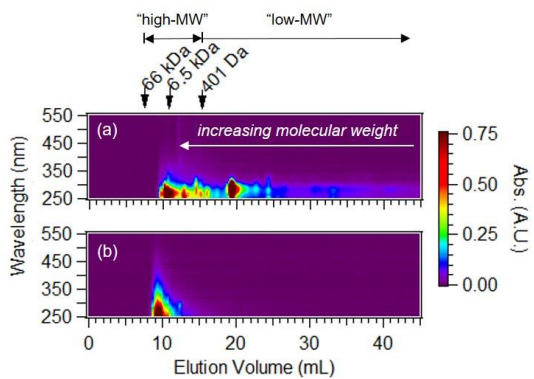 “high-MW” “low-MW”
66 kDa 6.5 kDa 401 Da
550 (a) increasing molecular weight 0.75
450
350 0.50
250
Wavelength (nm) Abs. (A.U.)
550 (b) 0.25
450
350 0.00
250
0 10 20 30 40
Elution Volume (mL)